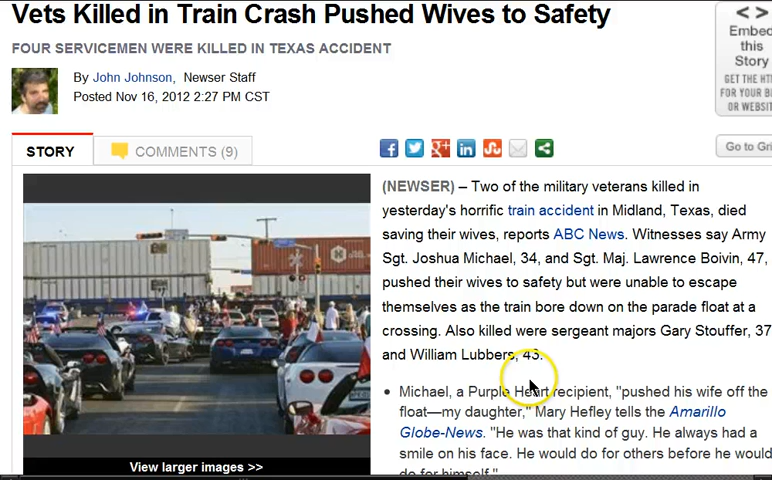 Vets Killed in Train Crash Pushed Wives to Safety
FOUR SERVICEMEN WERE KILLED IN TEXAS ACCIDENT
By John Johnson, Newser Staff
Posted Nov 16, 2012 2:27 PM CST
< >
Embed
this
Story
GET THE H
FOR YOUR B
OR WEBSIT
STORY
COMMENTS (9)
Go to Gri
(NEWSER) – Two of the military veterans killed in
yesterday's horrific train accident in Midland, Texas, died
saving their wives, reports ABC News. Witnesses say Army
Sgt. Joshua Michael, 34, and Sgt. Maj. Lawrence Boivin, 47,
pushed their wives to safety but were unable to escape
themselves as the train bore down on the parade float at a
crossing. Also killed were sergeant majors Gary Stouffer, 37
and William Lubbers, 43.
• Michael, a Purple Heart recipient, "pushed his wife off the
float—my daughter," Mary Hefley tells the Amarillo
Globe-News. "He was that kind of guy. He always had a
smile on his face. He would do for others before he would
do for himself."
View larger images >>